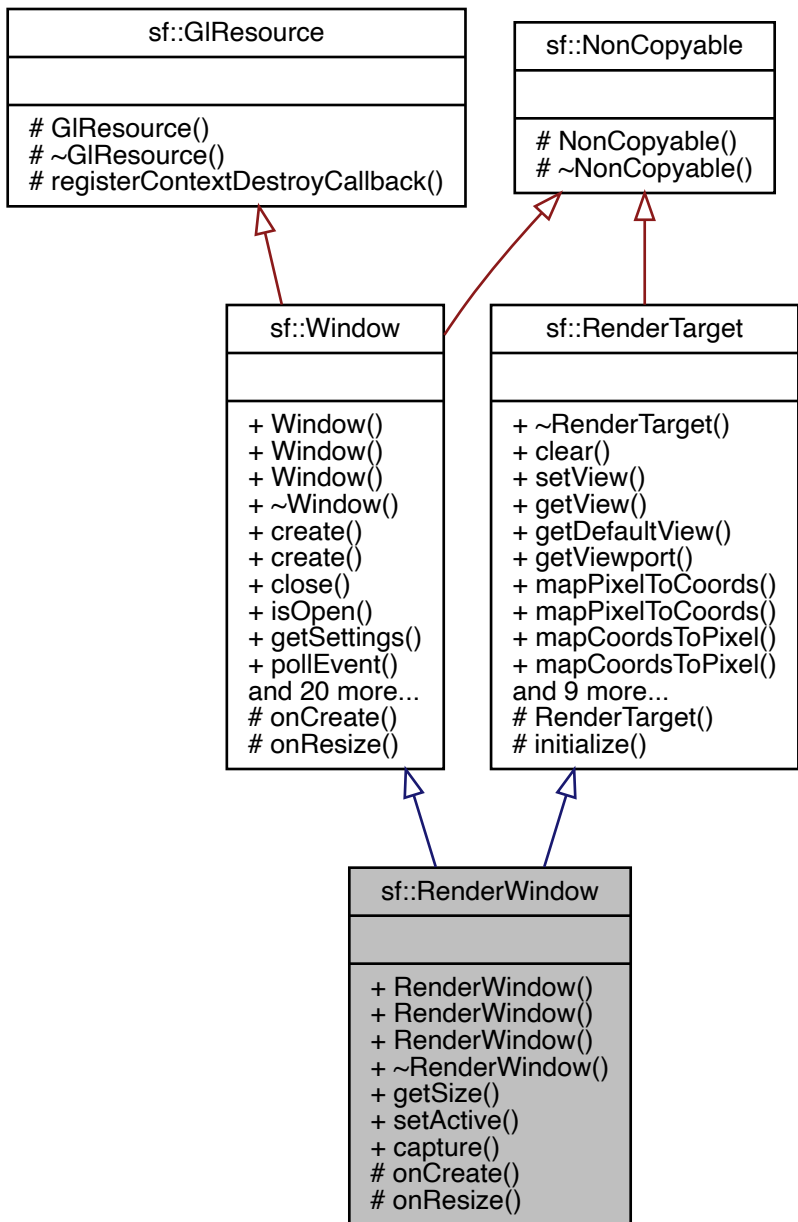 sf::GlResource
# GlResource()
# ~GlResource()
# registerContextDestroyCallback()
sf::NonCopyable
# NonCopyable()
# ~NonCopyable()
sf::Window
+ Window()
+ Window()
+ Window()
+ ~Window()
+ create()
+ create()
+ close()
+ isOpen()
+ getSettings()
+ pollEvent()
and 20 more...
# onCreate()
# onResize()
sf::RenderTarget
+ ~RenderTarget()
+ clear()
+ setView()
+ getView()
+ getDefaultView()
+ getViewport()
+ mapPixelToCoords()
+ mapPixelToCoords()
+ mapCoordsToPixel()
+ mapCoordsToPixel()
and 9 more...
# RenderTarget()
# initialize()
sf::RenderWindow
+ RenderWindow()
+ RenderWindow()
+ RenderWindow()
+ ~RenderWindow()
+ getSize()
+ setActive()
+ capture()
# onCreate()
# onResize()